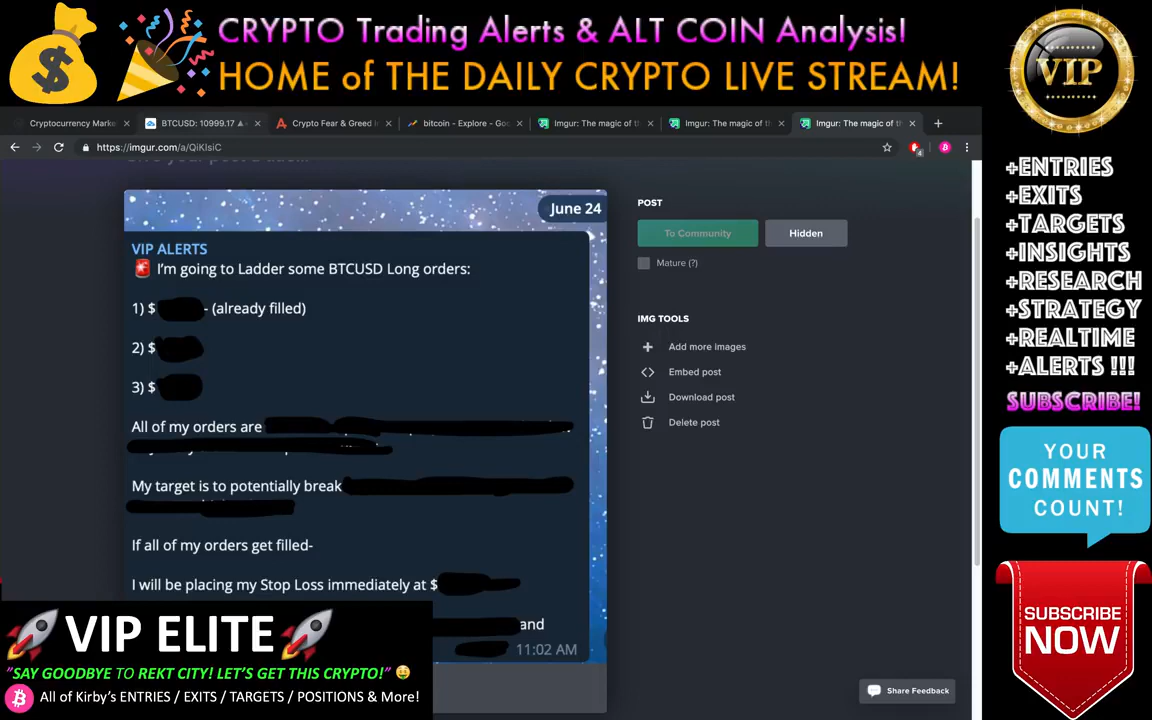 CRYPTO Trading Alerts & ALT COIN Analysis!
HOME of THE DAILY CRYPTO LIVE STREAM!
VIP
Cryptocurrency Marke
BTCUSD: 10999.17
Crypto Fear & Greed I
bitcoin - Explore - Goo
Imgur: The magic of th
Imgur: The magic of th
Imgur: The magic of th
https://imgur.com/a/QiKIsiC
June 24
VIP ALERTS
I'm going to Ladder some BTCUSD Long orders:
1) $ - (already filled)
2) $
3) $
All of my orders are
My target is to potentially break
If all of my orders get filled-
I will be placing my Stop Loss immediately at $
and
11:02 AM
POST
To Community
Hidden
Mature (?)
IMG TOOLS
Add more images
Embed post
Download post
Delete post
Share Feedback
VIP ELITE
"SAY GOODBYE TO REKT CITY! LET'S GET THIS CRYPTO!"
All of Kirby's ENTRIES / EXITS / TARGETS / POSITIONS & More!
+ENTRIES
+EXITS
+TARGETS
+INSIGHTS
+RESEARCH
+STRATEGY
+REALTIME
+ALERTS !!!
SUBSCRIBE!
YOUR
COMMENTS
COUNT!
SUBSCRIBE
NOW